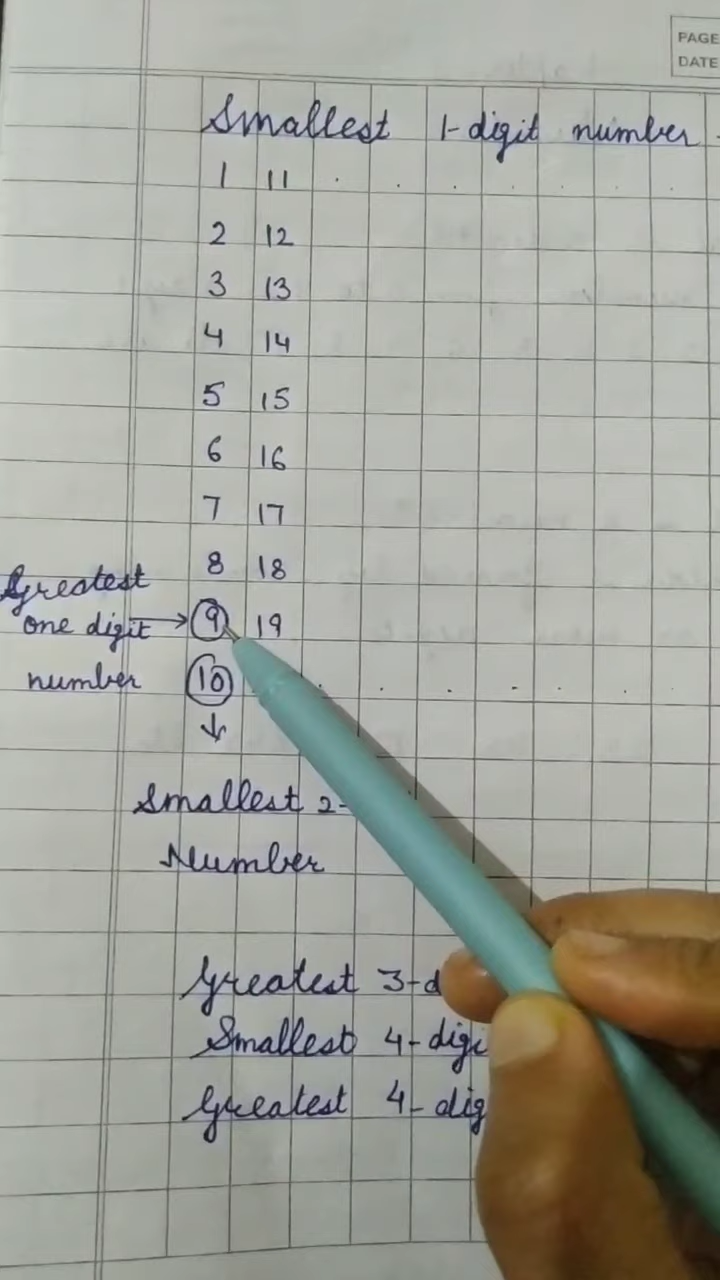 PAGE
DATE
Smallest 1-digit number
1 11
2 12
3 13
4 14
5 15
6 16
7 17
8 18
Greatest
one digit → 9 19
number 10
↓
Smallest 2-
Number
Greatest 3-d
Smallest 4-digi
Greatest 4-dig